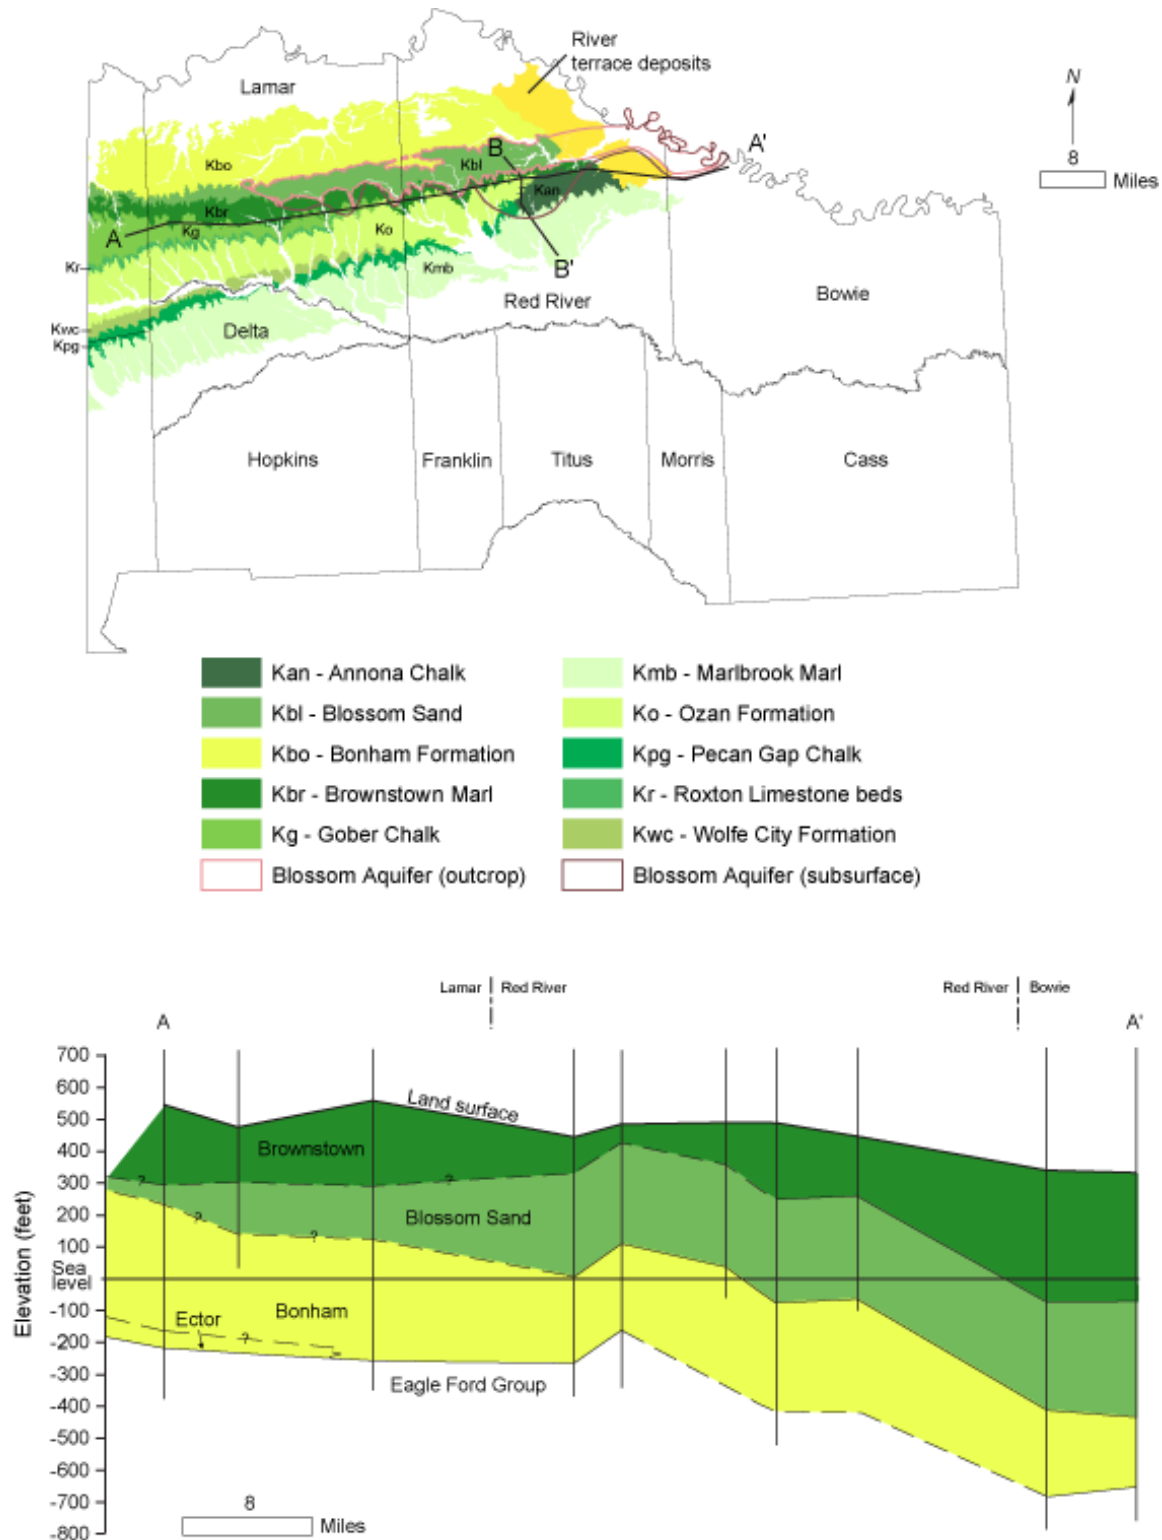 River
terrace deposits
Lamar
N
8
Miles
A'
B
Kbo
Kbl
Kan
Kbr
A
Kg
Ko
B'
Kr
Kmb
Red River
Bowie
Kwc
Kpg
Delta
Hopkins
Franklin
Titus
Morris
Cass
Kan - Annona Chalk
Kmb - Marlbrook Marl
Kbl - Blossom Sand
Ko - Ozan Formation
Kbo - Bonham Formation
Kpg - Pecan Gap Chalk
Kbr - Brownstown Marl
Kr - Roxton Limestone beds
Kg - Gober Chalk
Kwc - Wolfe City Formation
Blossom Aquifer (outcrop)
Blossom Aquifer (subsurface)
Lamar | Red River
Red River | Bowie
A
A'
700
600
500
400
300
200
100
Sea
level
-100
-200
-300
-400
-500
-600
-700
-800
Elevation (feet)
Land surface
Brownstown
?
?
Blossom Sand
?
?
Ector
Bonham
?
Eagle Ford Group
8
Miles